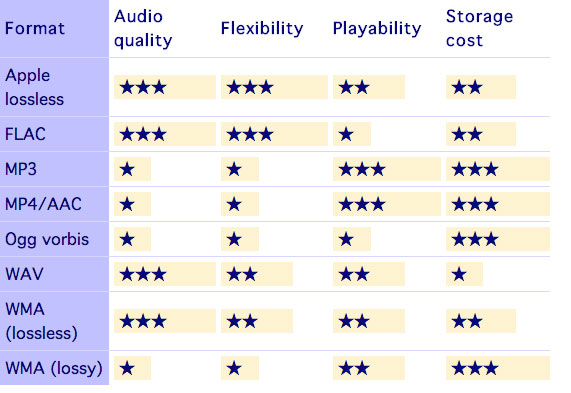 Format Audio quality Flexibility Playability Storage cost
Apple lossless ★★★ ★★★ ★★ ★★
FLAC ★★★ ★★★ ★ ★★
MP3 ★ ★ ★★★ ★★★
MP4/AAC ★ ★ ★★★ ★★★
Ogg vorbis ★ ★ ★ ★★★
WAV ★★★ ★★ ★★ ★
WMA (lossless) ★★★ ★★ ★★ ★★
WMA (lossy) ★ ★ ★★ ★★★